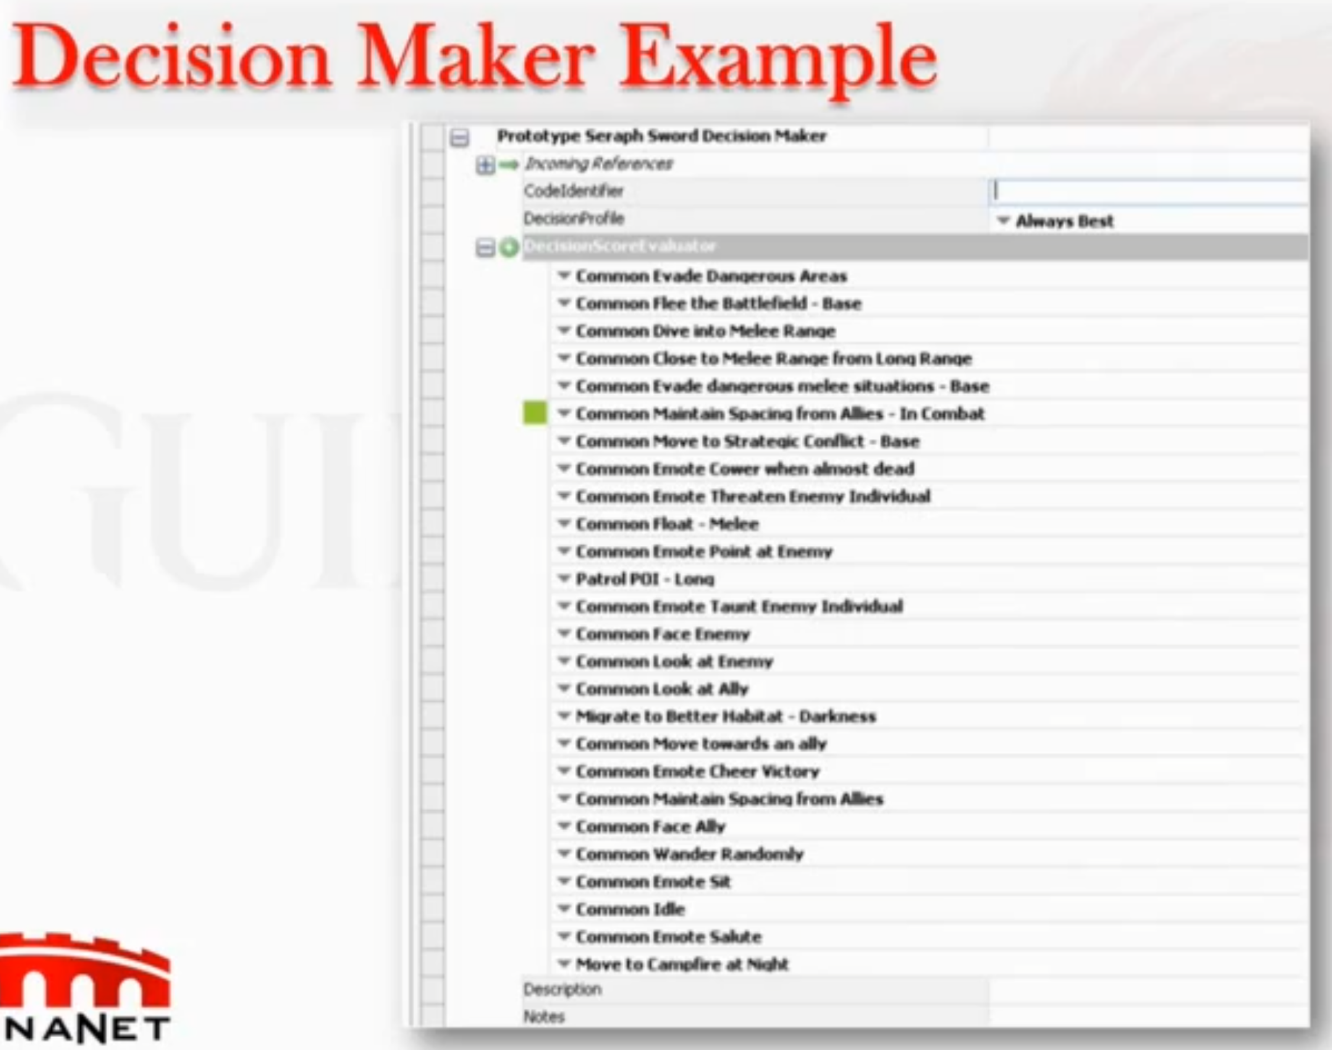 Decision Maker Example
Prototype Seraph Sword Decision Maker
Incoming References
CodeIdentifier
DecisionProfile Always Best
DecisionScoreEvaluator
Common Evade Dangerous Areas
Common Flee the Battlefield - Base
Common Dive into Melee Range
Common Close to Melee Range from Long Range
Common Evade dangerous melee situations - Base
Common Maintain Spacing from Allies - In Combat
Common Move to Strategic Conflict - Base
Common Emote Cower when almost dead
Common Emote Threaten Enemy Individual
Common Float - Melee
Common Emote Point at Enemy
Patrol POI - Long
Common Emote Taunt Enemy Individual
Common Face Enemy
Common Look at Enemy
Common Look at Ally
Migrate to Better Habitat - Darkness
Common Move towards an ally
Common Emote Cheer Victory
Common Maintain Spacing from Allies
Common Face Ally
Common Wander Randomly
Common Emote Sit
Common Idle
Common Emote Salute
Move to Campfire at Night
Description
Notes
GUI
NANET